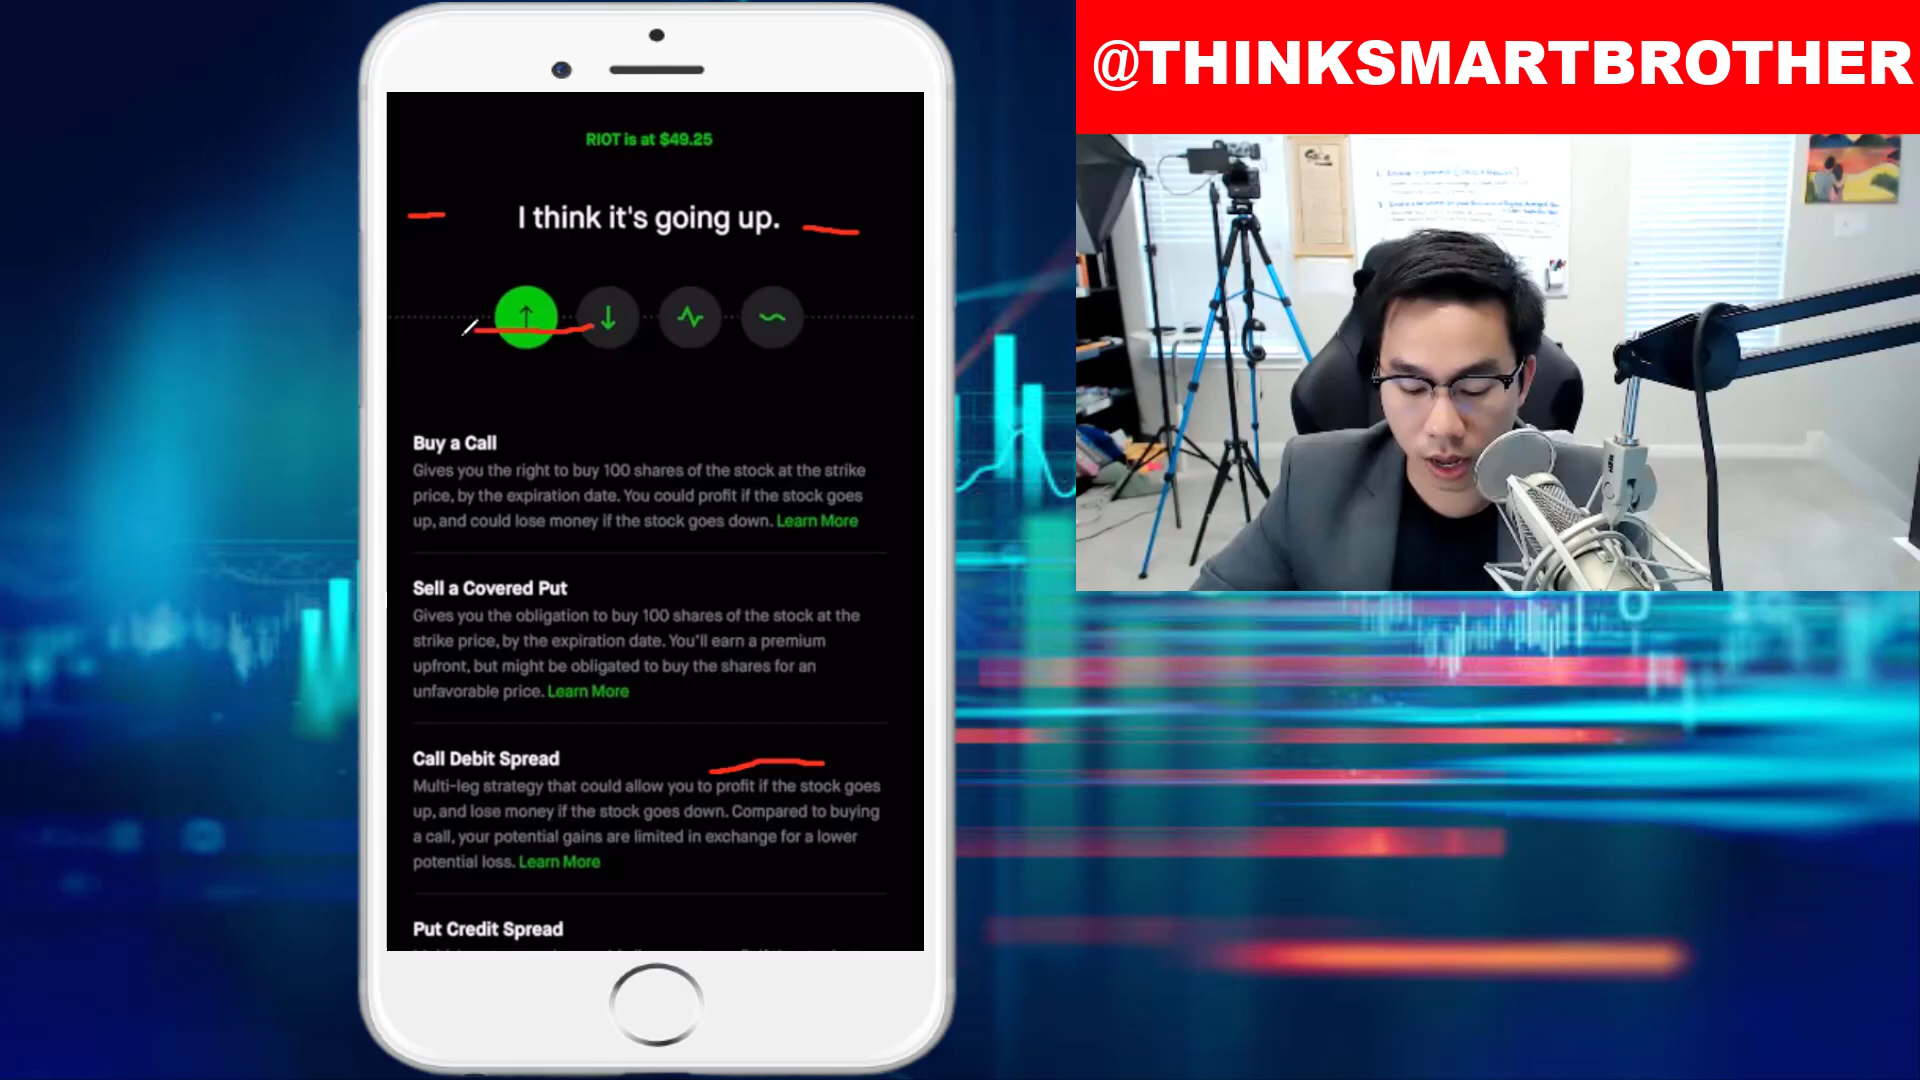 RIOT is at $49.25
I think it's going up.
Buy a Call
Gives you the right to buy 100 shares of the stock at the strike
price, by the expiration date. You could profit if the stock goes
up, and could lose money if the stock goes down. Learn More
Sell a Covered Put
Gives you the obligation to buy 100 shares of the stock at the
strike price, by the expiration date. You'll earn a premium
upfront, but might be obligated to buy the shares for an
unfavorable price. Learn More
Call Debit Spread
Multi-leg strategy that could allow you to profit if the stock goes
up, and lose money if the stock goes down. Compared to buying
a call, your potential gains are limited in exchange for a lower
potential loss. Learn More
Put Credit Spread
@THINKSMARTBROTHER